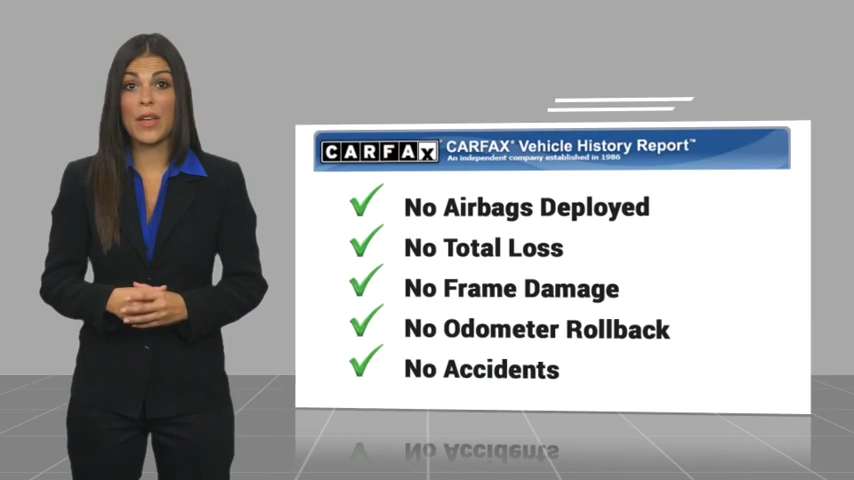 CARFAX® CARFAX® Vehicle History Report™
An independent company established in 1986
No Airbags Deployed
No Total Loss
No Frame Damage
No Odometer Rollback
No Accidents
No Accidents